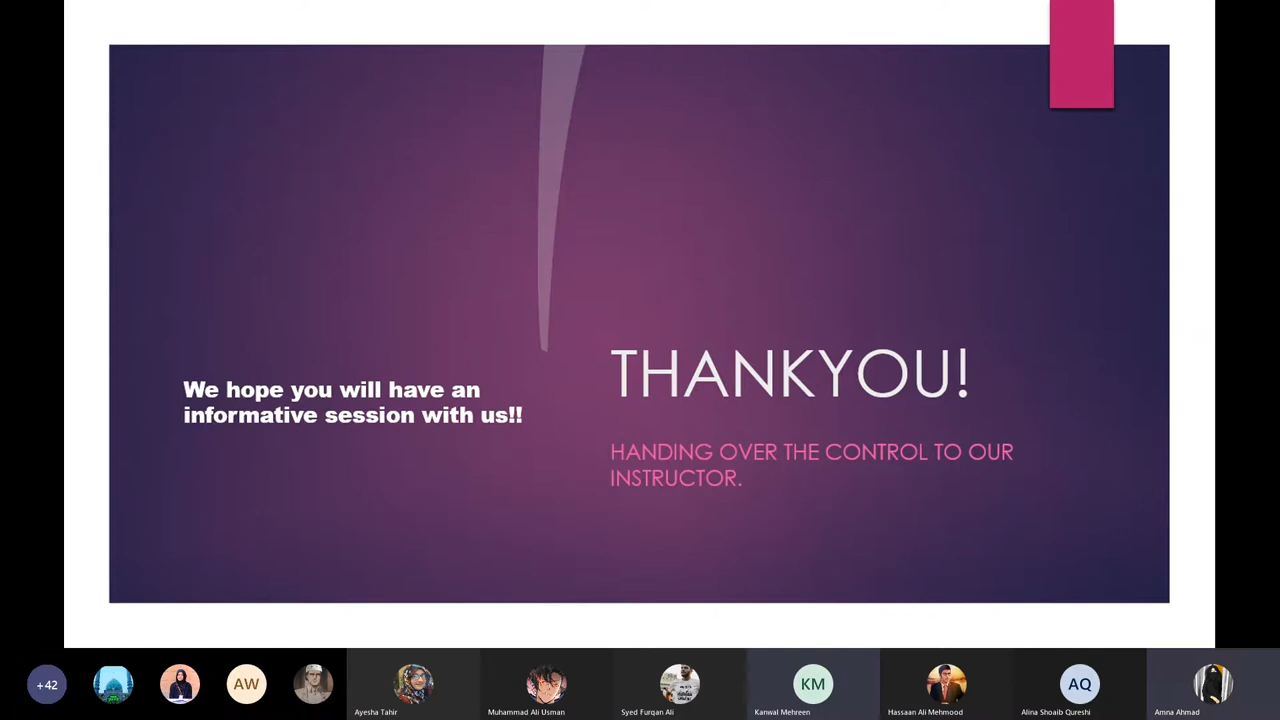 We hope you will have an
informative session with us!!
THANKYOU!
HANDING OVER THE CONTROL TO OUR
INSTRUCTOR.
+42
AW
KM
AQ
Ayesha Tahir
Muhammad Ali Usman
Syed Furqan Ali
Kanwal Mehreen
Hassaan Ali Mehmood
Alina Shoaib Qureshi
Amna Ahmad